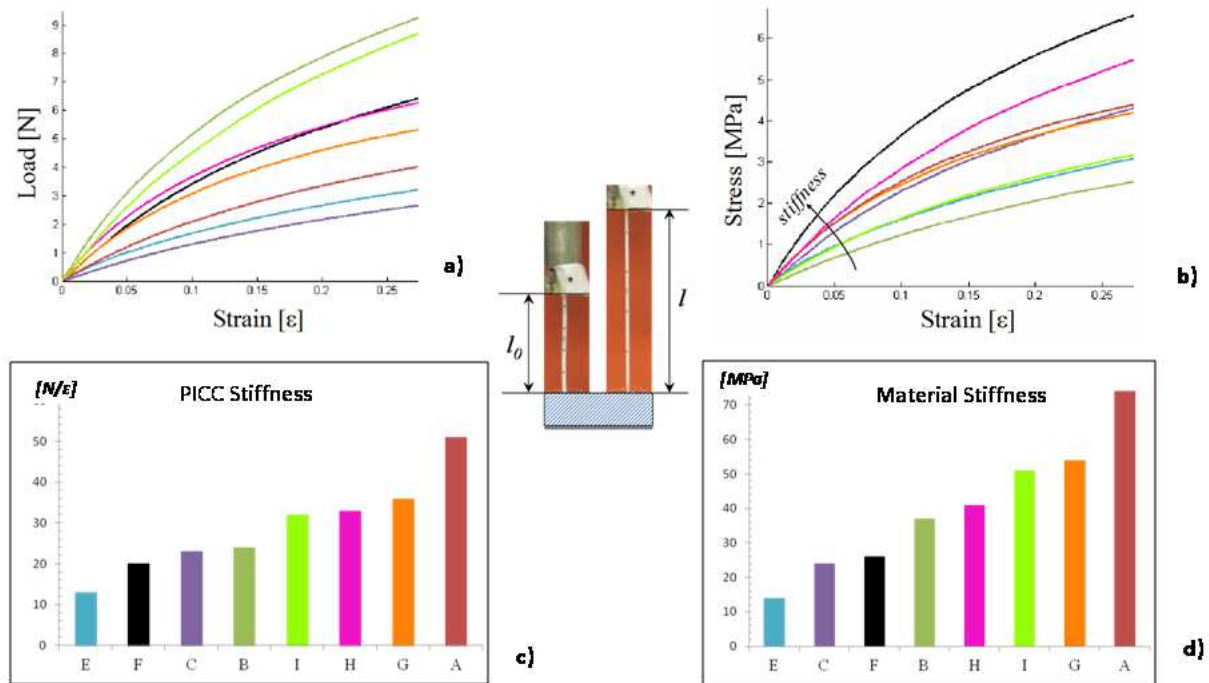 9
8
7
6
5
4
3
2
1
0
Load [N]
0
0.05
0.1
0.15
0.2
0.25
Strain [ε]
a)
l₀
l
6
5
4
3
2
1
0
Stress [MPa]
stiffness
0
0.05
0.1
0.15
0.2
0.25
Strain [ε]
b)
[N/ε]
PICC Stiffness
50
40
30
20
10
0
E F C B I H G A
c)
[MPa]
Material Stiffness
70
60
50
40
30
20
10
0
E C F B H I G A
d)